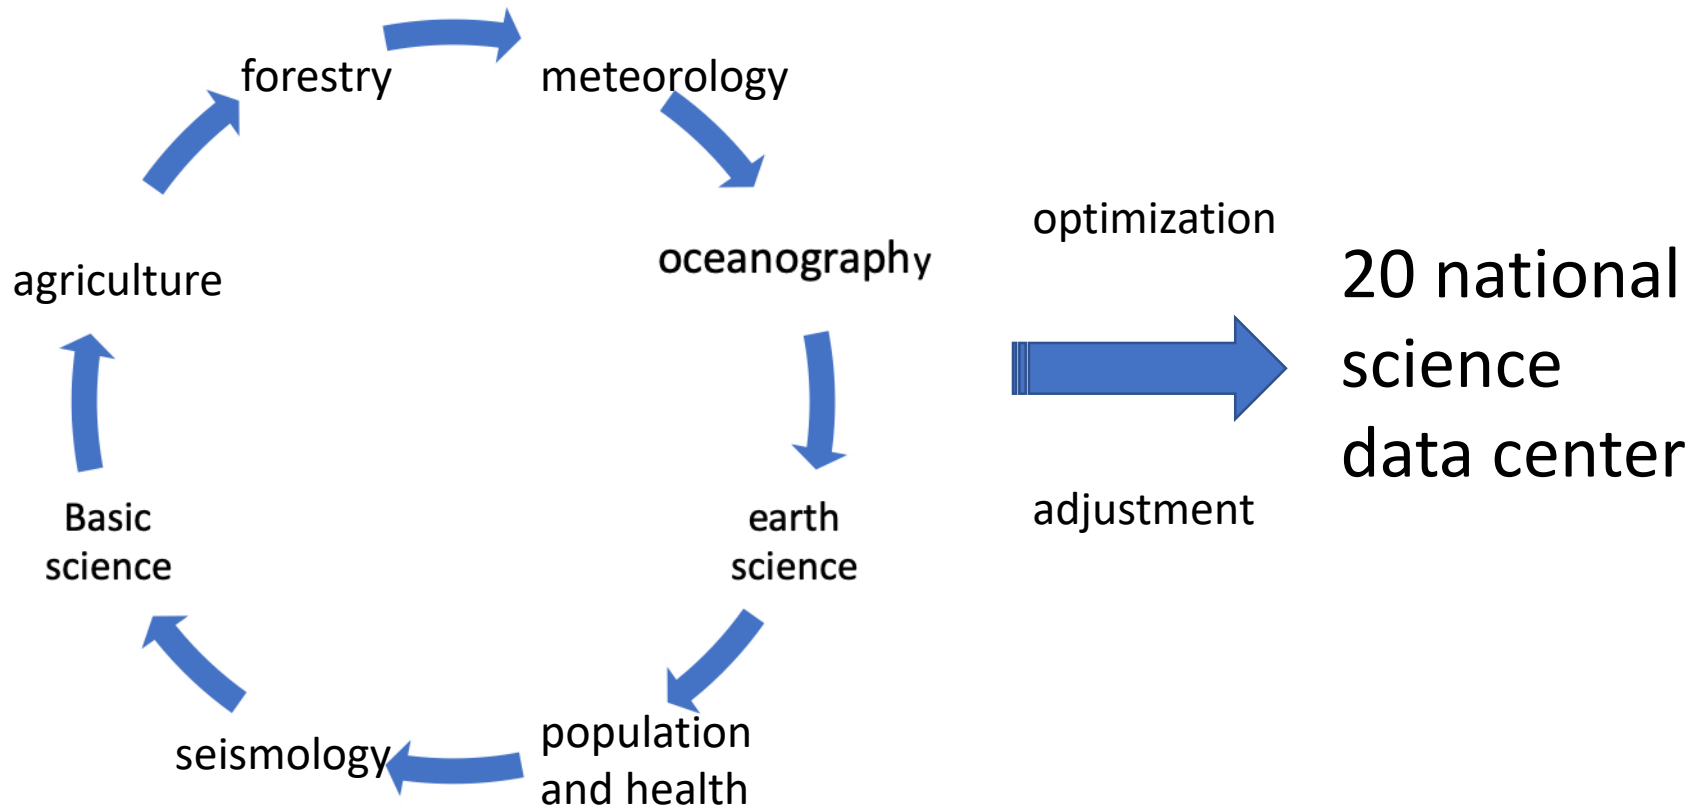 forestry
meteorology
oceanography
earth
science
population
and health
seismology
Basic
science
agriculture
optimization
adjustment
20 national
science
data center